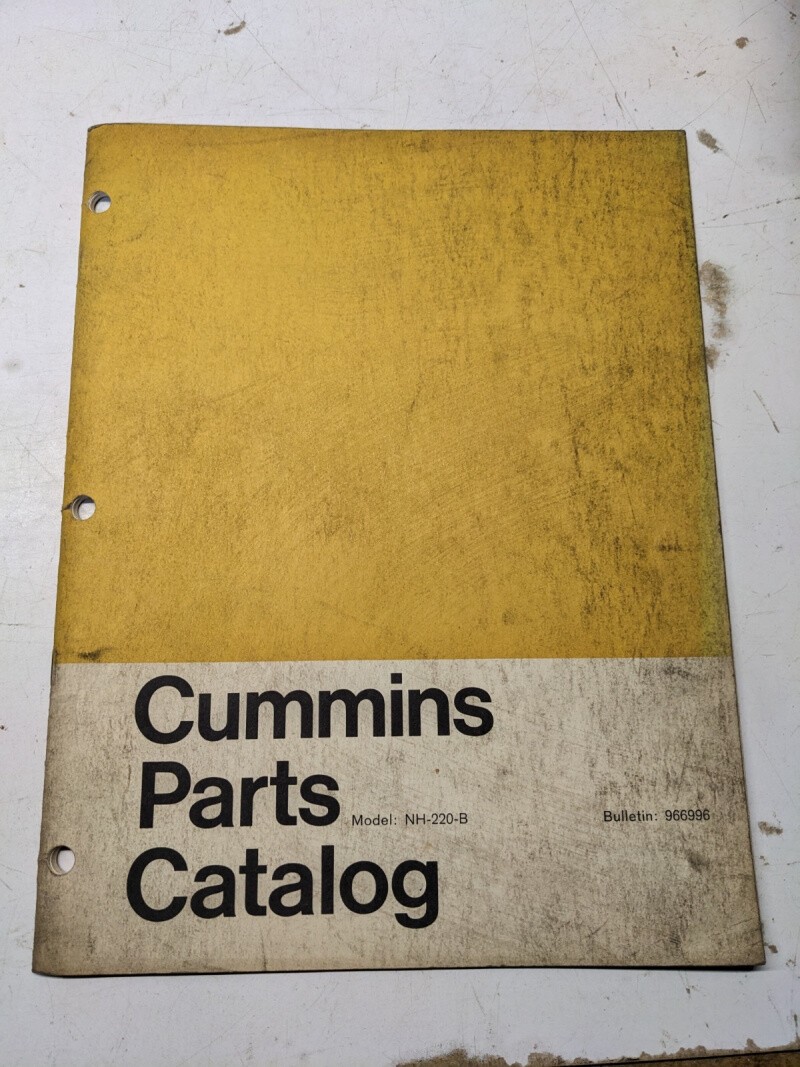 Cummins
Parts
Model: NH-220-B
Bulletin: 966996
Catalog